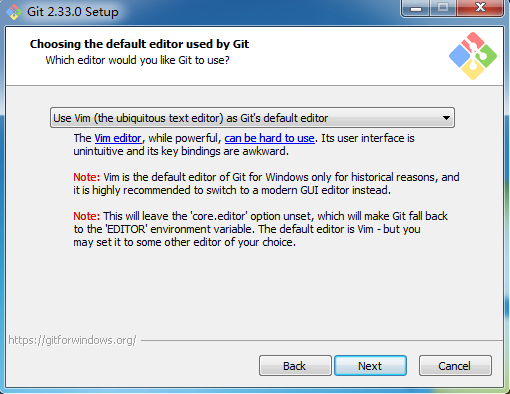 Git 2.33.0 Setup
Choosing the default editor used by Git
Which editor would you like Git to use?
Use Vim (the ubiquitous text editor) as Git's default editor
The Vim editor, while powerful, can be hard to use. Its user interface is
unintuitive and its key bindings are awkward.
Note: Vim is the default editor of Git for Windows only for historical reasons, and
it is highly recommended to switch to a modern GUI editor instead.
Note: This will leave the 'core.editor' option unset, which will make Git fall back
to the 'EDITOR' environment variable. The default editor is Vim - but you
may set it to some other editor of your choice.
https://gitforwindows.org/
Back
Next
Cancel